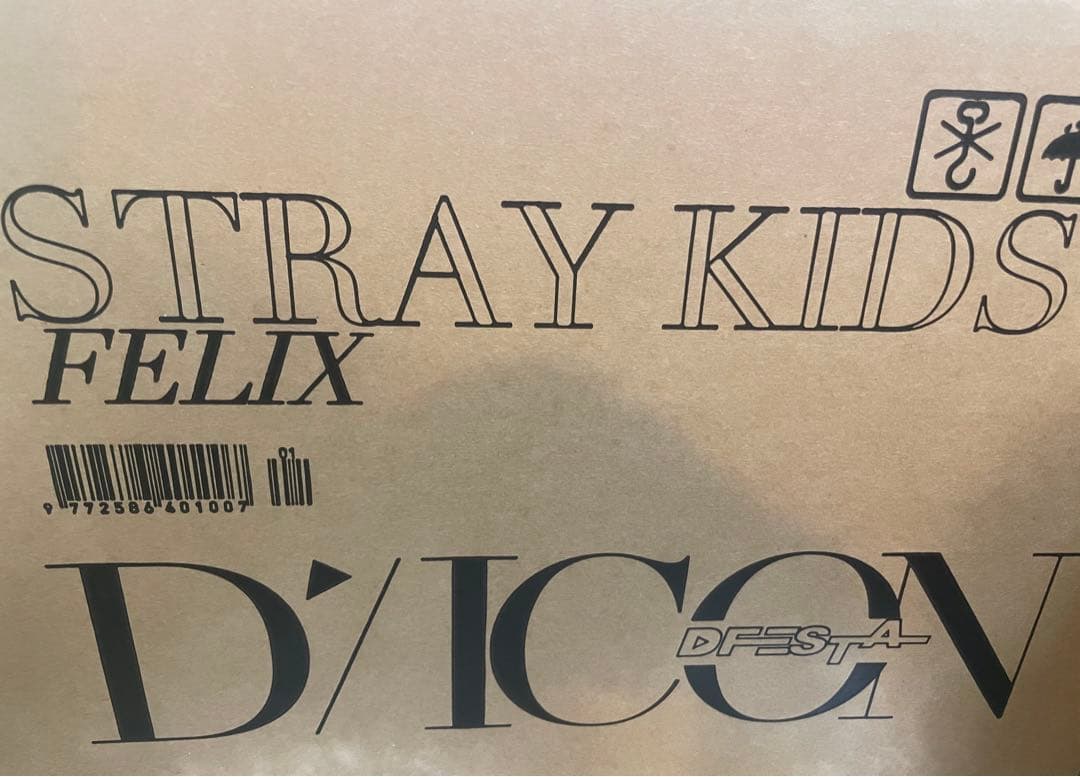 STRAY KIDS
FELIX
01
9 772586 601007
D'/ICON
DFESTA